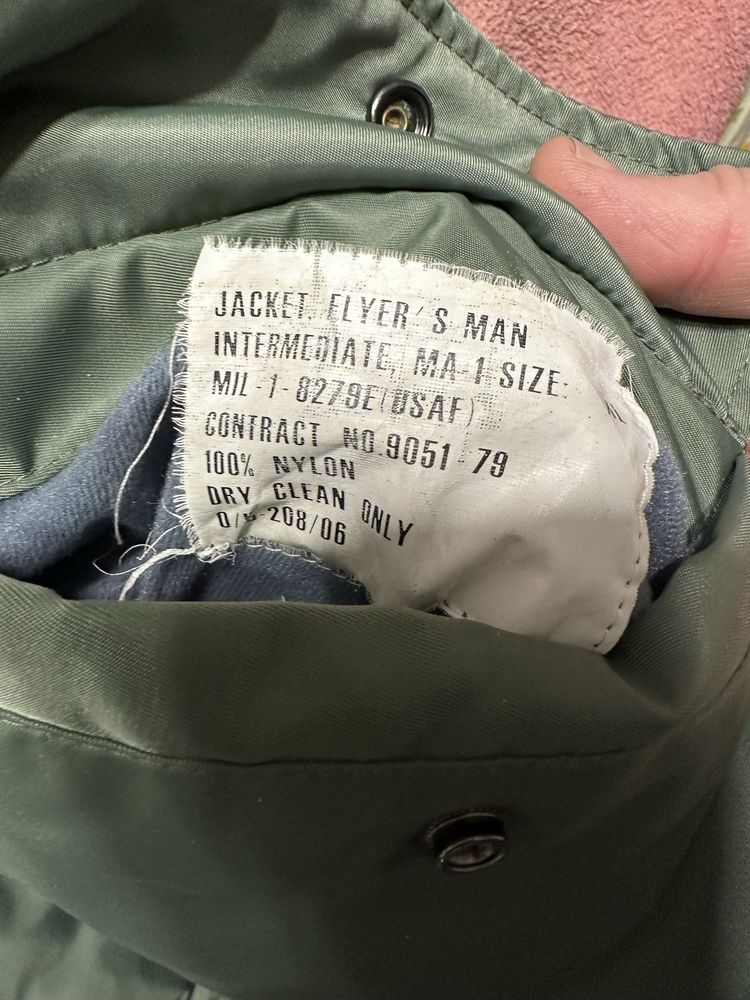 JACKET, FLYER'S MAN
INTERMEDIATE, MA-1 SIZE:
MIL-1-8279E(USAF)
CONTRACT NO.9051-79
100% NYLON
DRY CLEAN ONLY
208/06